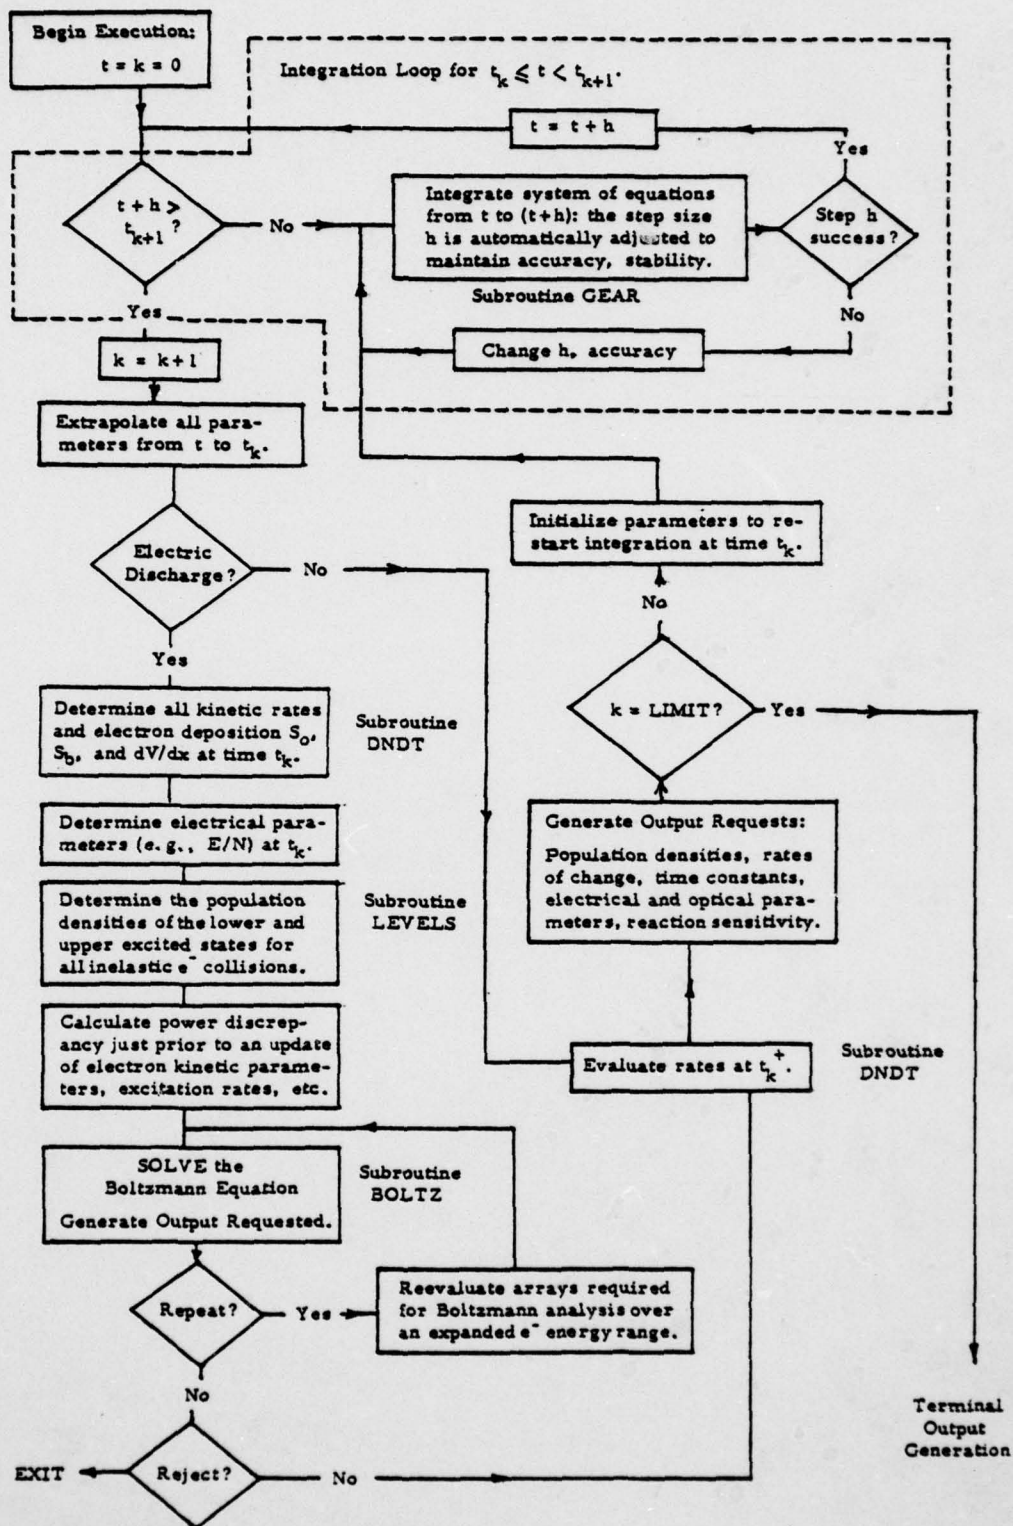 Begin Execution:
t = k = 0
Integration Loop for t_k ≤ t < t_{k+1}.
t = t + h
Yes
t + h ≥
t_{k+1} ?
No
Integrate system of equations
from t to (t+h): the step size
h is automatically adjusted to
maintain accuracy, stability.
Step h
success?
Subroutine GEAR
Yes
No
k = k+1
Change h, accuracy
Extrapolate all para-
meters from t to t_k.
Initialize parameters to re-
start integration at time t_k.
Electric
Discharge?
No
No
Yes
k = LIMIT?
Yes
Determine all kinetic rates
and electron deposition S_o,
S_b, and dV/dx at time t_k.
Subroutine
DNDT
Determine electrical para-
meters (e.g., E/N) at t_k.
Generate Output Requests:
Population densities, rates
of change, time constants,
electrical and optical para-
meters, reaction sensitivity.
Determine the population
densities of the lower and
upper excited states for
all inelastic e⁻ collisions.
Subroutine
LEVELS
Calculate power discrep-
ancy just prior to an update
of electron kinetic parame-
ters, excitation rates, etc.
Evaluate rates at t_k^+.
Subroutine
DNDT
SOLVE the
Boltzmann Equation
Generate Output Requested.
Subroutine
BOLTZ
Repeat?
Yes
Reevaluate arrays required
for Boltzmann analysis over
an expanded e⁻ energy range.
No
Terminal
Output
Generation
EXIT
Reject?
No